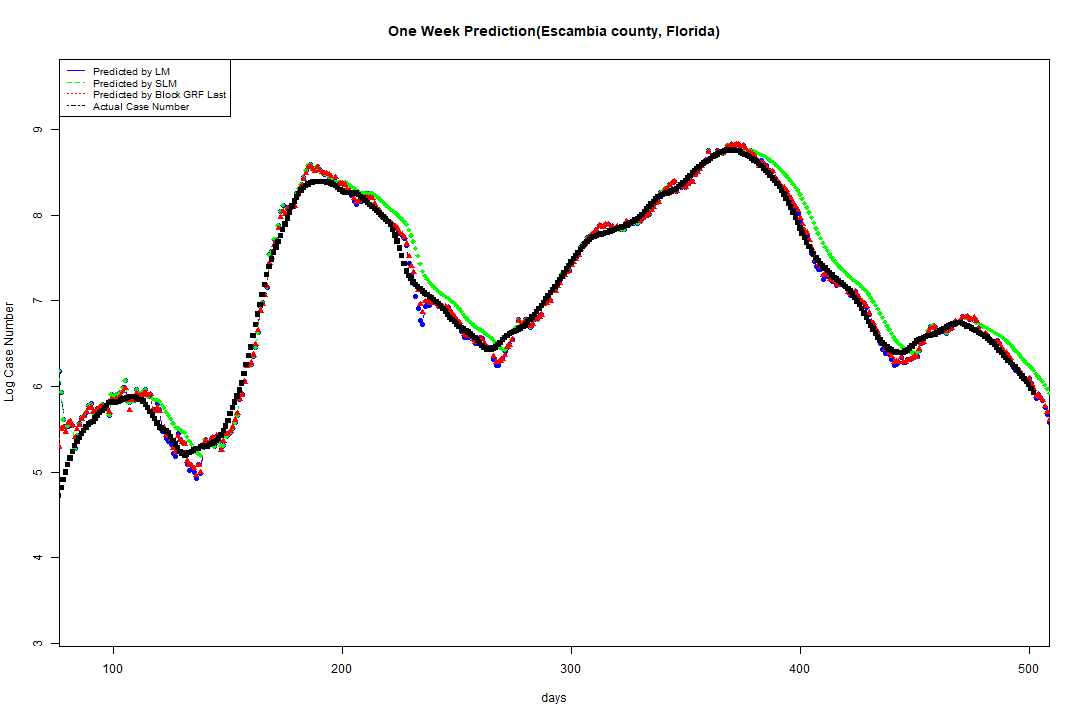 One Week Prediction(Escambia county, Florida)
Predicted by LM
Predicted by SLM
Predicted by Block GRF Last
Actual Case Number
9
8
7
6
5
4
3
Log Case Number
100 200 300 400 500
days